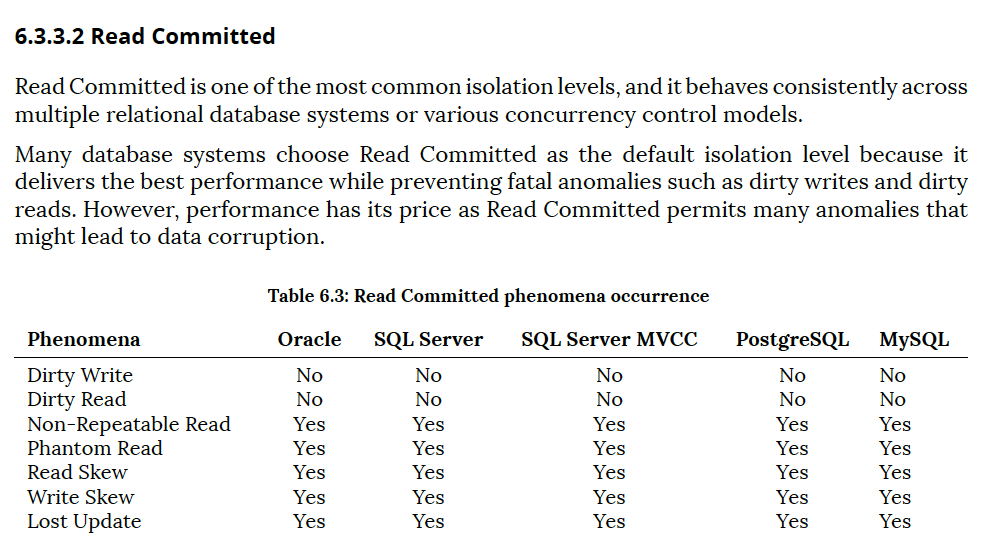 6.3.3.2 Read Committed
Read Committed is one of the most common isolation levels, and it behaves consistently across
multiple relational database systems or various concurrency control models.
Many database systems choose Read Committed as the default isolation level because it
delivers the best performance while preventing fatal anomalies such as dirty writes and dirty
reads. However, performance has its price as Read Committed permits many anomalies that
might lead to data corruption.
Table 6.3: Read Committed phenomena occurrence
Phenomena Oracle SQL Server SQL Server MVCC PostgreSQL MySQL
Dirty Write No No No No No
Dirty Read No No No No No
Non-Repeatable Read Yes Yes Yes Yes Yes
Phantom Read Yes Yes Yes Yes Yes
Read Skew Yes Yes Yes Yes Yes
Write Skew Yes Yes Yes Yes Yes
Lost Update Yes Yes Yes Yes Yes